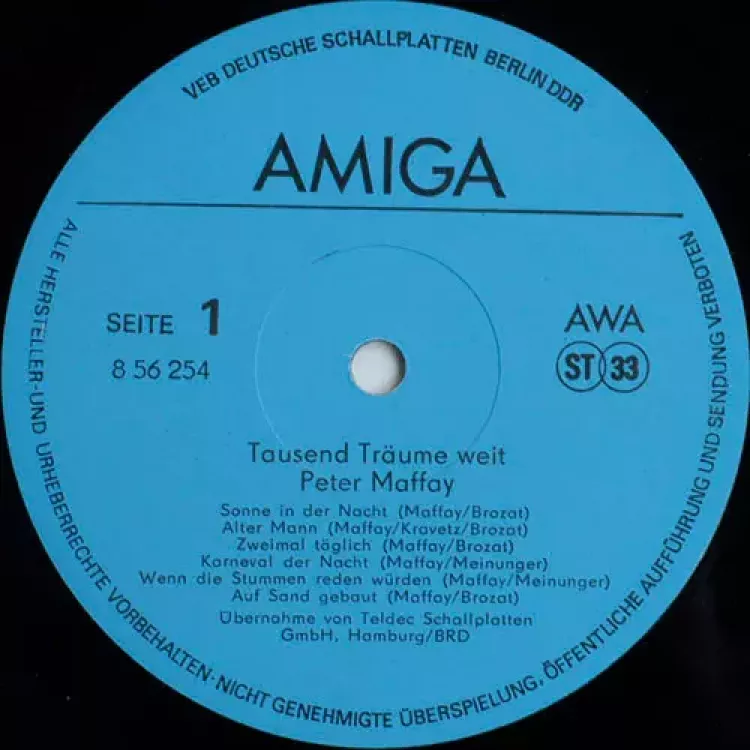 VEB DEUTSCHE SCHALLPLATTEN BERLIN DDR
AMIGA
SEITE 1
8 56 254
AWA
ST 33
Tausend Träume weit
Peter Maffay
Sonne in der Nacht (Maffay/Brozat)
Alter Mann (Maffay/Kravetz/Brozat)
Zweimal täglich (Maffay/Brozat)
Karneval der Nacht (Maffay/Meinunger)
Wenn die Stummen reden würden (Maffay/Meinunger)
Auf Sand gebaut (Maffay/Brozat)
Übernahme von Teldec Schallplatten
GmbH, Hamburg/BRD
ALLE HERSTELLER-UND URHEBERRECHTE VORBEHALTEN·NICHT GENEHMIGTE ÜBERSPIELUNG, ÖFFENTLICHE AUFFÜHRUNG UND SENDUNG VERBOTEN